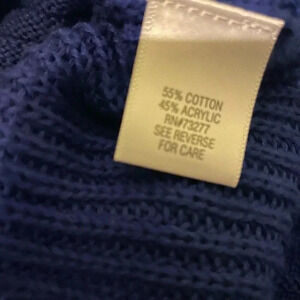 55% COTTON
45% ACRYLIC
RN#73277
SEE REVERSE
FOR CARE